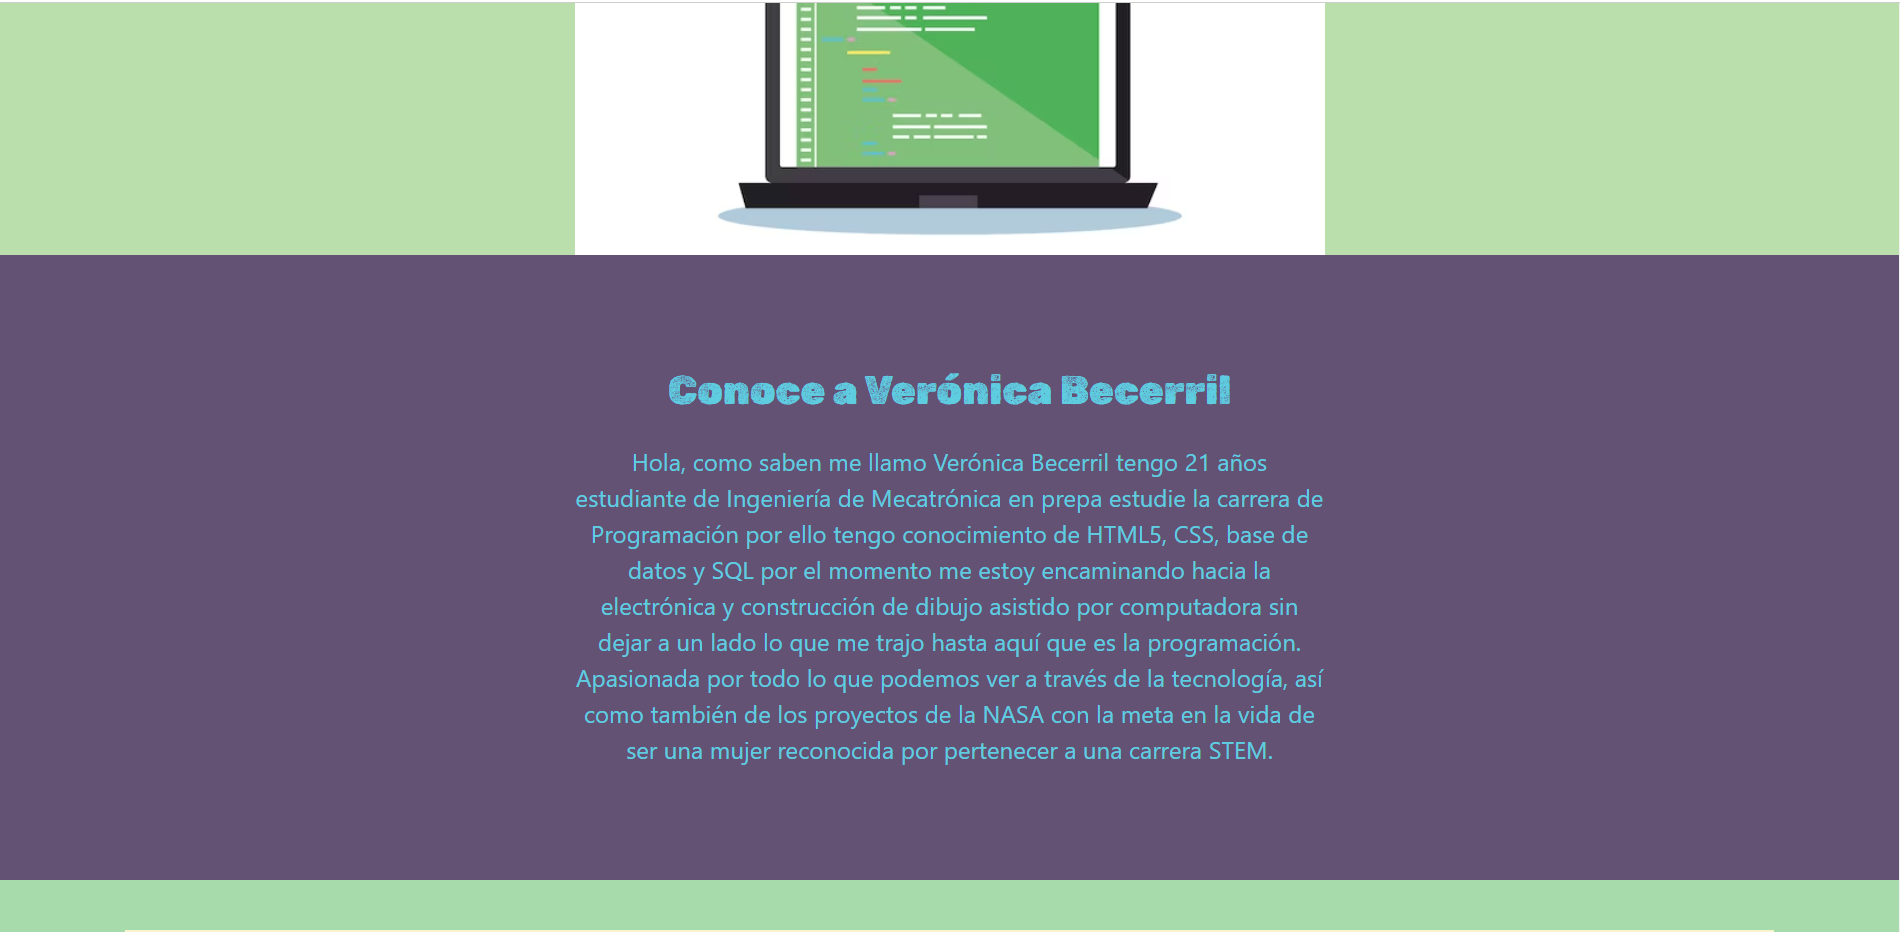 Conoce a Verónica Becerril
Hola, como saben me llamo Verónica Becerril tengo 21 años
estudiante de Ingeniería de Mecatrónica en prepa estudie la carrera de
Programación por ello tengo conocimiento de HTML5, CSS, base de
datos y SQL por el momento me estoy encaminando hacia la
electrónica y construcción de dibujo asistido por computadora sin
dejar a un lado lo que me trajo hasta aquí que es la programación.
Apasionada por todo lo que podemos ver a través de la tecnología, así
como también de los proyectos de la NASA con la meta en la vida de
ser una mujer reconocida por pertenecer a una carrera STEM.